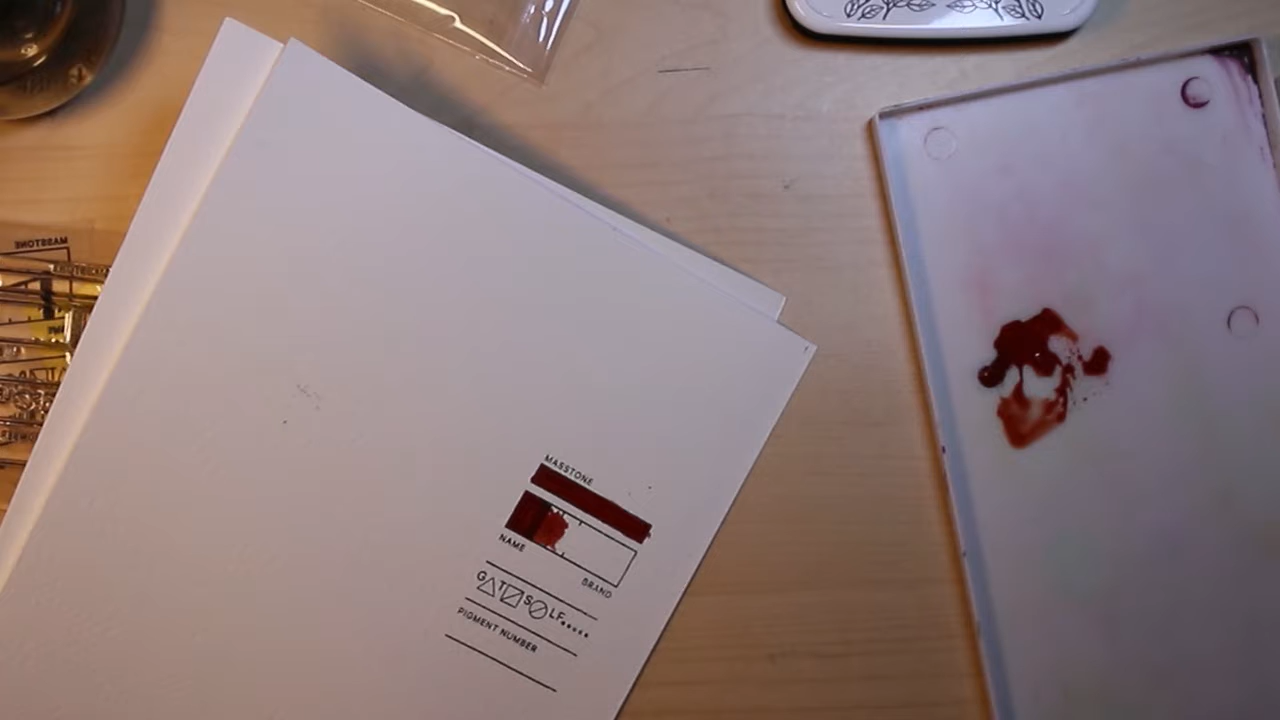 MASSTONE
NAME
BRAND
G T S LF
PIGMENT NUMBER
MASSTONE